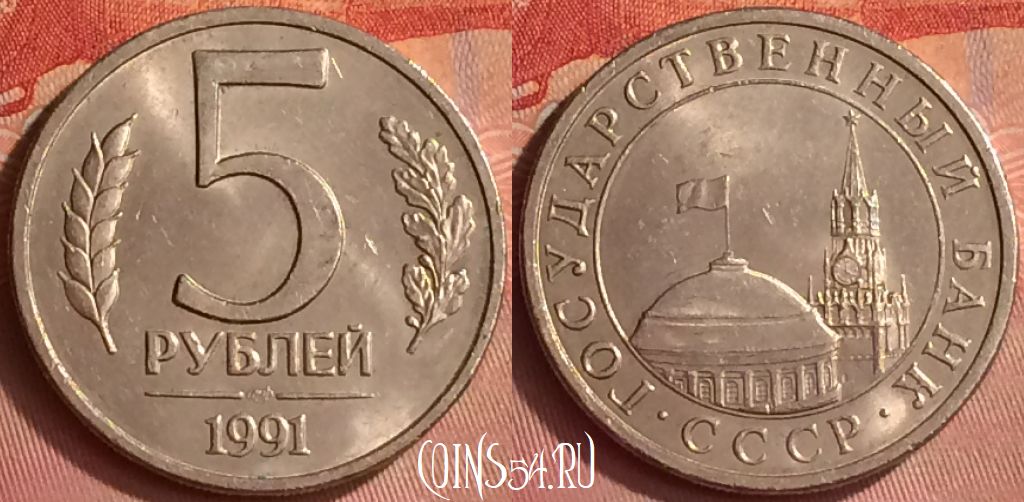 5
РУБЛЕЙ
1991
ГОСУДАРСТВЕННЫЙ БАНК
· СССР ·
COINS54.RU